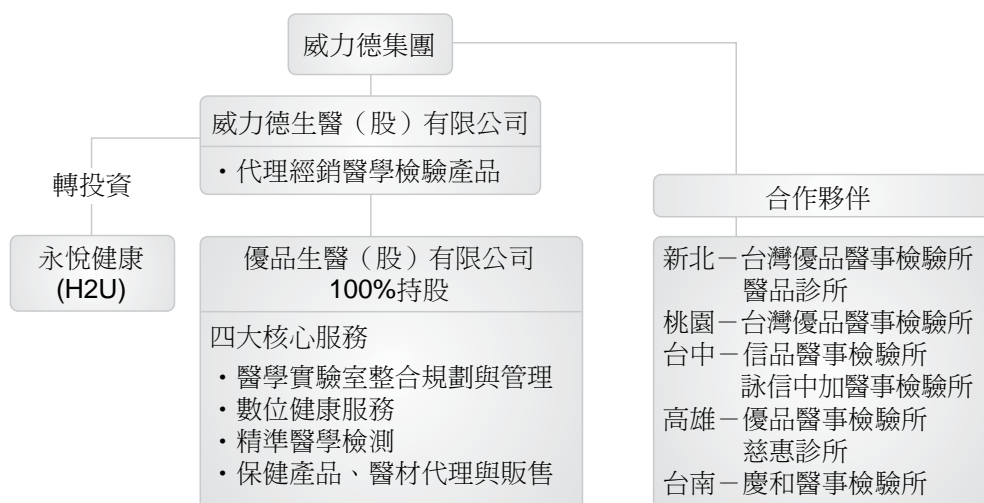 威力德集團
威力德生醫（股）有限公司
・代理經銷醫學檢驗產品
轉投資
永悅健康
(H2U)
優品生醫（股）有限公司
100%持股
四大核心服務
・醫學實驗室整合規劃與管理
・數位健康服務
・精準醫學檢測
・保健產品、醫材代理與販售
合作夥伴
新北－台灣優品醫事檢驗所
醫品診所
桃園－台灣優品醫事檢驗所
台中－信品醫事檢驗所
詠信中加醫事檢驗所
高雄－優品醫事檢驗所
慈惠診所
台南－慶和醫事檢驗所